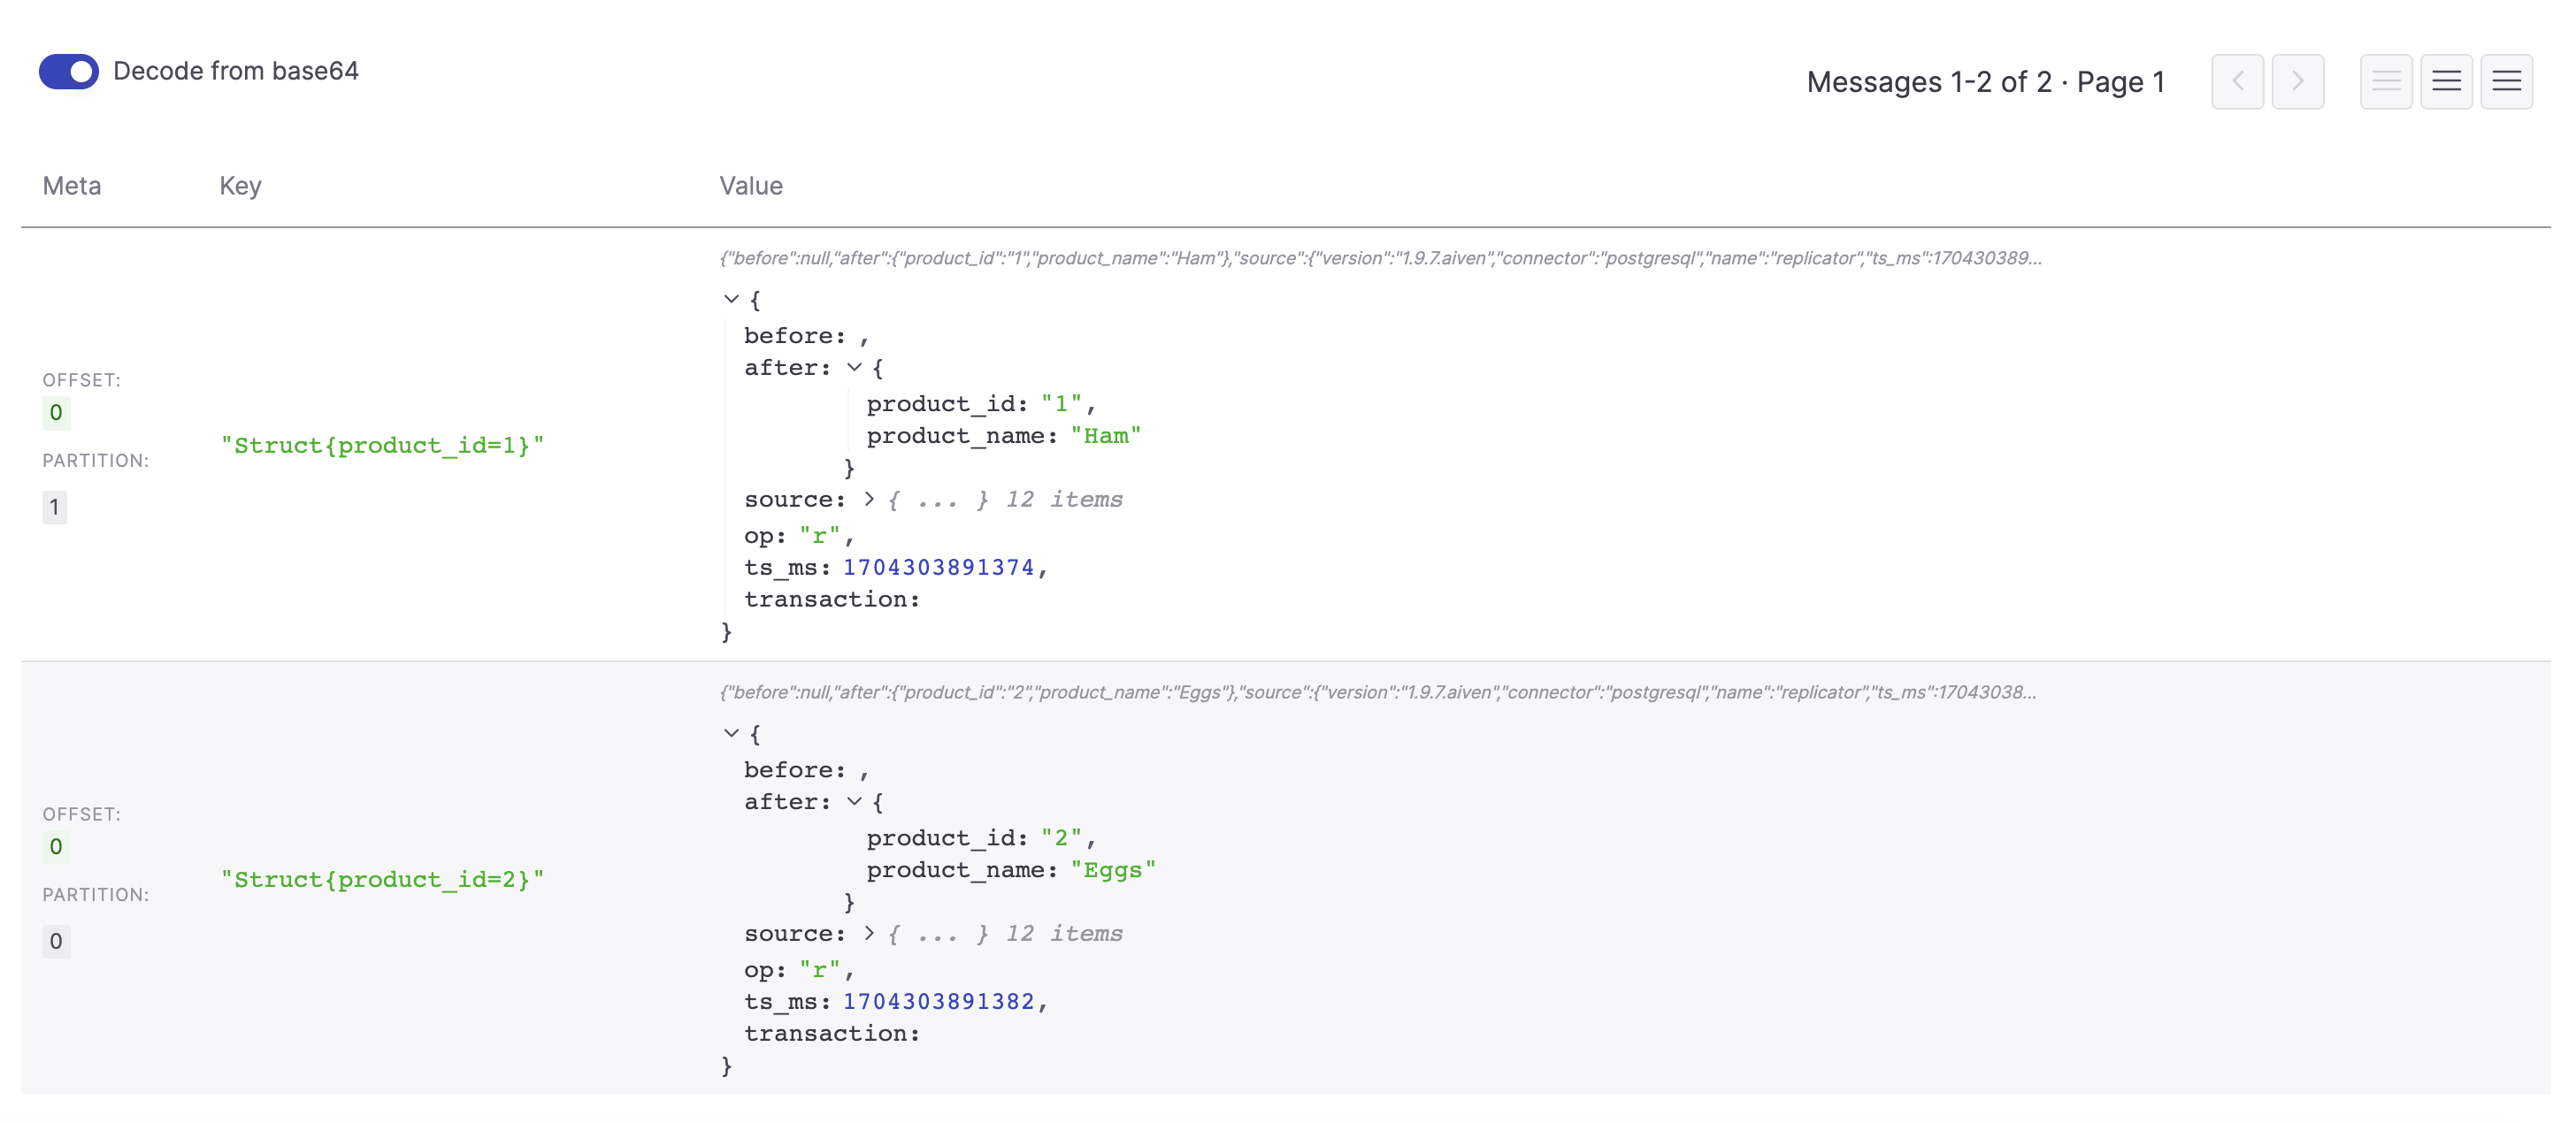 Decode from base64
Messages 1-2 of 2 · Page 1
Meta Key Value
{"before":null,"after":{"product_id":"1","product_name":"Ham"},"source":{"version":"1.9.7.aiven","connector":"postgresql","name":"replicator","ts_ms":170430389...
{
before: ,
after: {
product_id: "1",
product_name: "Ham"
}
source: { ... } 12 items
op: "r",
ts_ms: 1704303891374,
transaction:
}
OFFSET:
0
PARTITION:
1
"Struct{product_id=1}"
{"before":null,"after":{"product_id":"2","product_name":"Eggs"},"source":{"version":"1.9.7.aiven","connector":"postgresql","name":"replicator","ts_ms":17043038...
{
before: ,
after: {
product_id: "2",
product_name: "Eggs"
}
source: { ... } 12 items
op: "r",
ts_ms: 1704303891382,
transaction:
}
OFFSET:
0
PARTITION:
0
"Struct{product_id=2}"